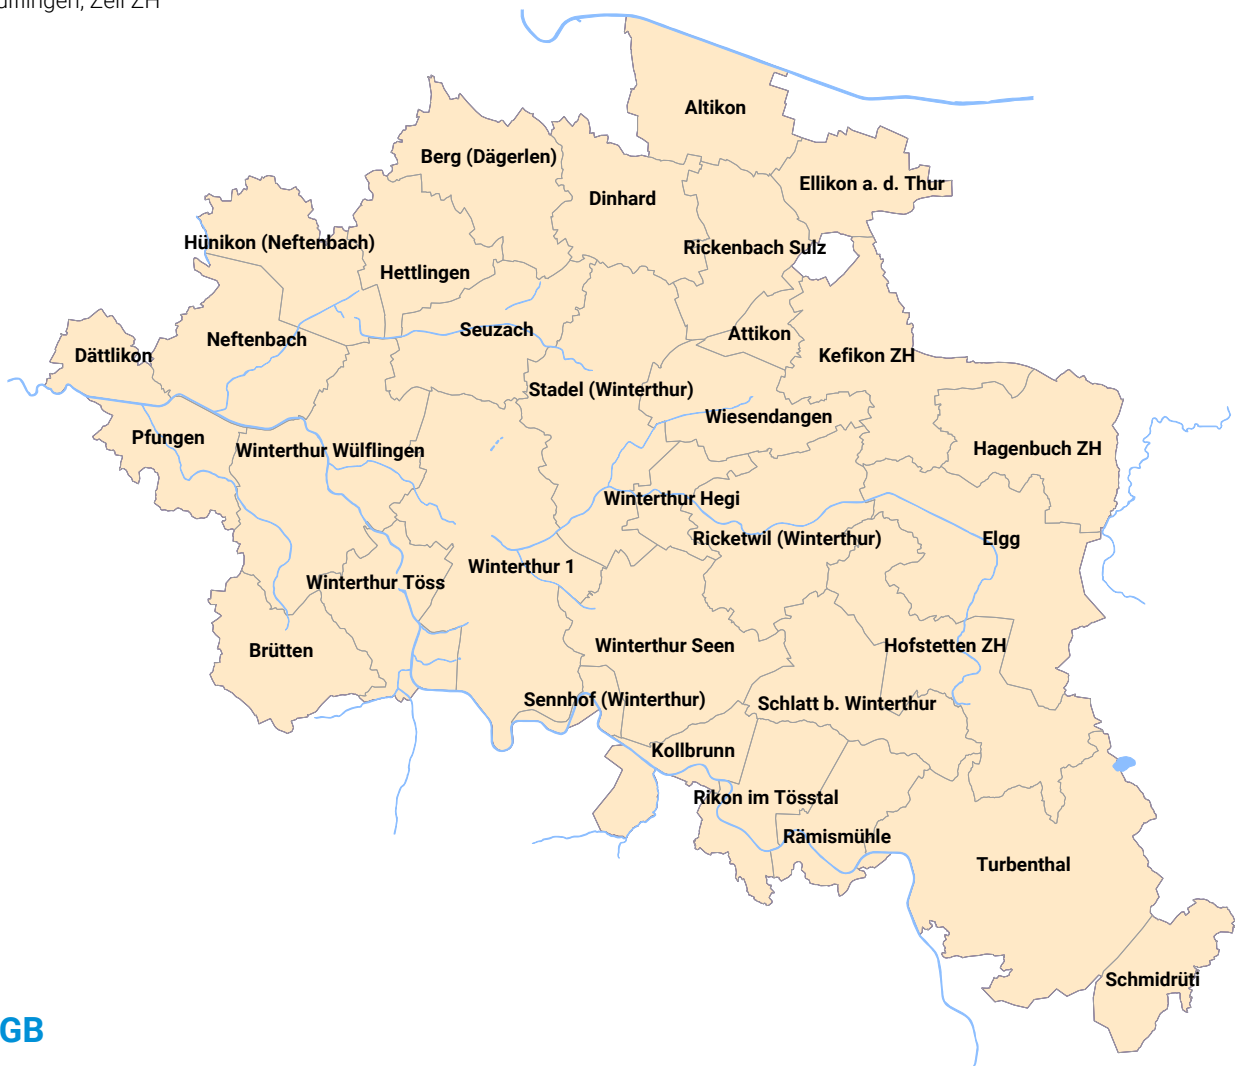 Zell ZH
Altikon
Berg (Dägerlen)
Ellikon a. d. Thur
Dinhard
Hünikon (Neftenbach)
Rickenbach Sulz
Hettlingen
Seuzach
Attikon
Neftenbach
Dättlikon
Kefikon ZH
Stadel (Winterthur)
Wiesendangen
Pfungen
Winterthur Wülflingen
Hagenbuch ZH
Winterthur Hegi
Ricketwil (Winterthur)
Elgg
Winterthur 1
Winterthur Töss
Brütten
Winterthur Seen
Hofstetten ZH
Sennhof (Winterthur)
Schlatt b. Winterthur
Kollbrunn
Rikon im Tösstal
Rämismühle
Turbenthal
Schmidrüti
GB